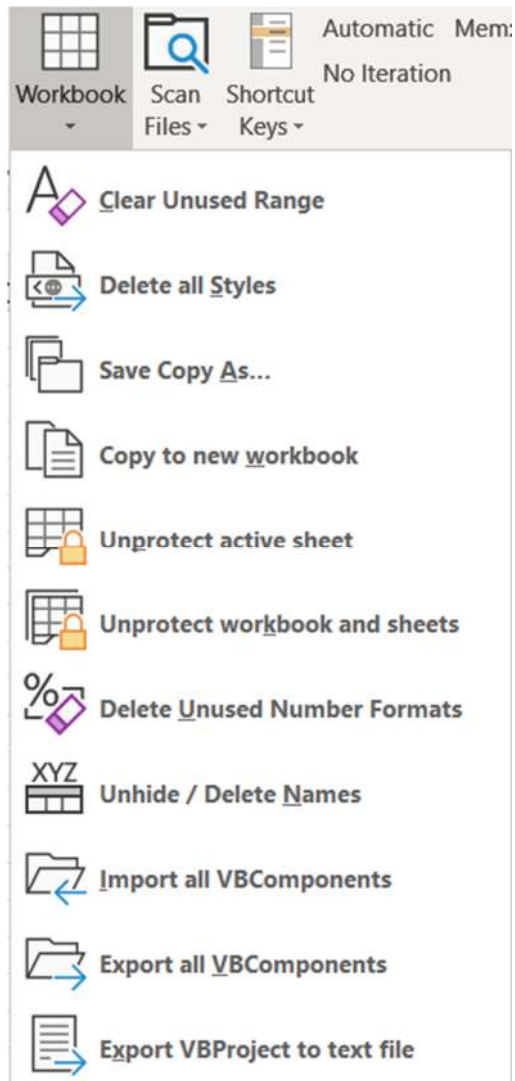 Automatic Mem:
No Iteration
Workbook
Scan Files
Shortcut Keys
Clear Unused Range
Delete all Styles
Save Copy As...
Copy to new workbook
Unprotect active sheet
Unprotect workbook and sheets
% Delete Unused Number Formats
XYZ Unhide / Delete Names
Import all VBComponents
Export all VBComponents
Export VBProject to text file